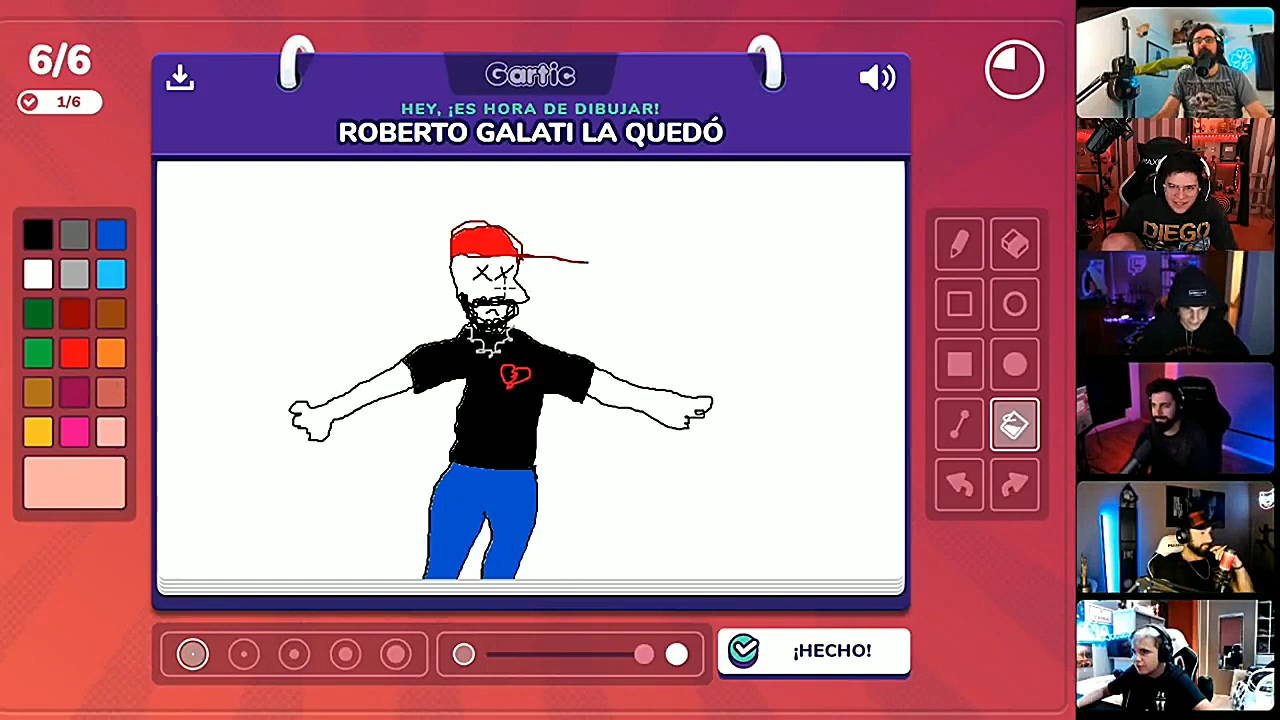 6/6
1/6
Gartic
HEY, ¡ES HORA DE DIBUJAR!
ROBERTO GALATI LA QUEDÓ
¡HECHO!
DIEGO